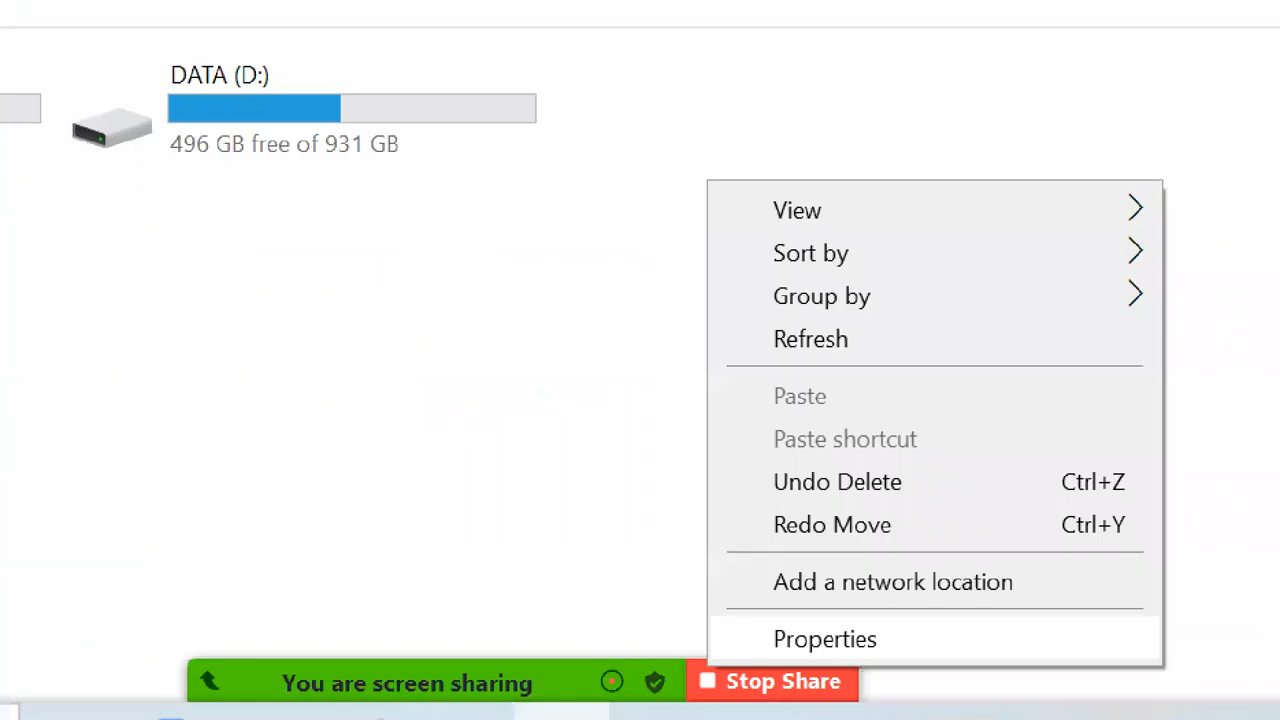 DATA (D:)
496 GB free of 931 GB
View
Sort by
Group by
Refresh
Paste
Paste shortcut
Undo Delete Ctrl+Z
Redo Move Ctrl+Y
Add a network location
Properties
You are screen sharing Stop Share